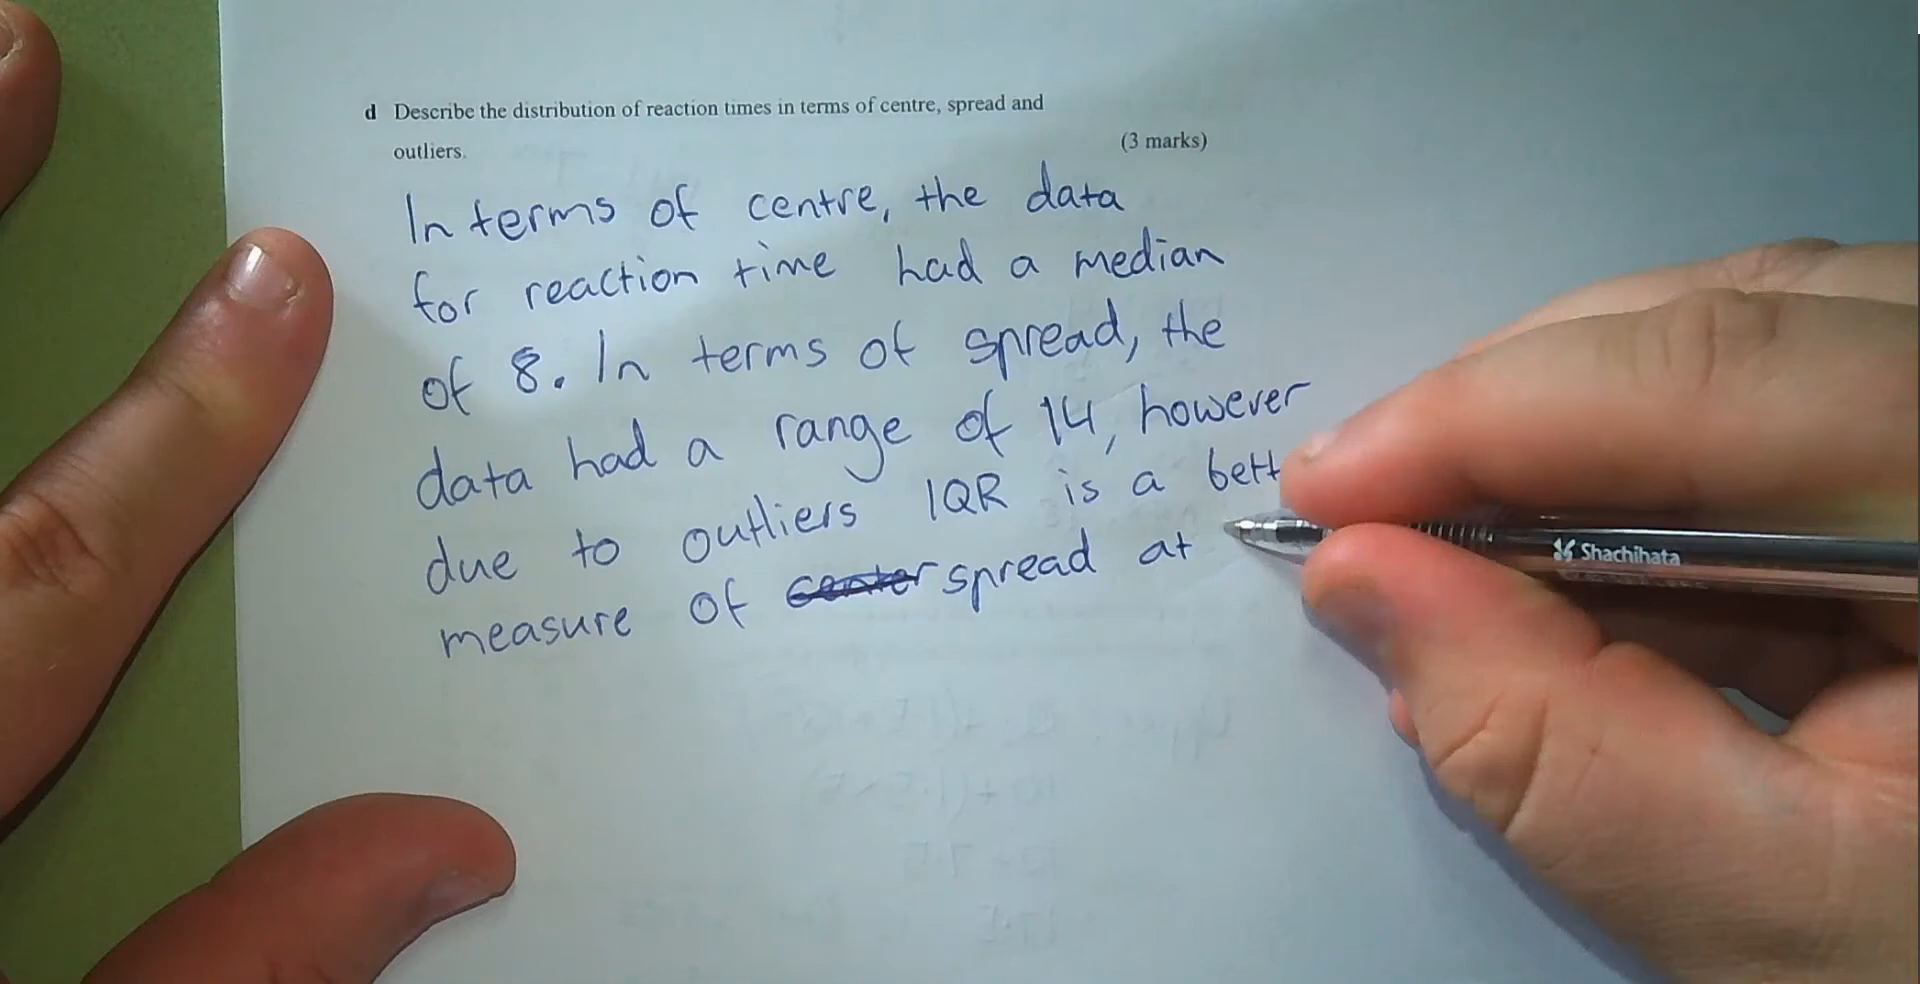 d Describe the distribution of reaction times in terms of centre, spread and
outliers.
(3 marks)
In terms of centre, the data
for reaction time had a median
of 8. In terms of spread, the
data had a range of 14, however
due to outliers IQR is a bett
measure of spread at
Shachihata